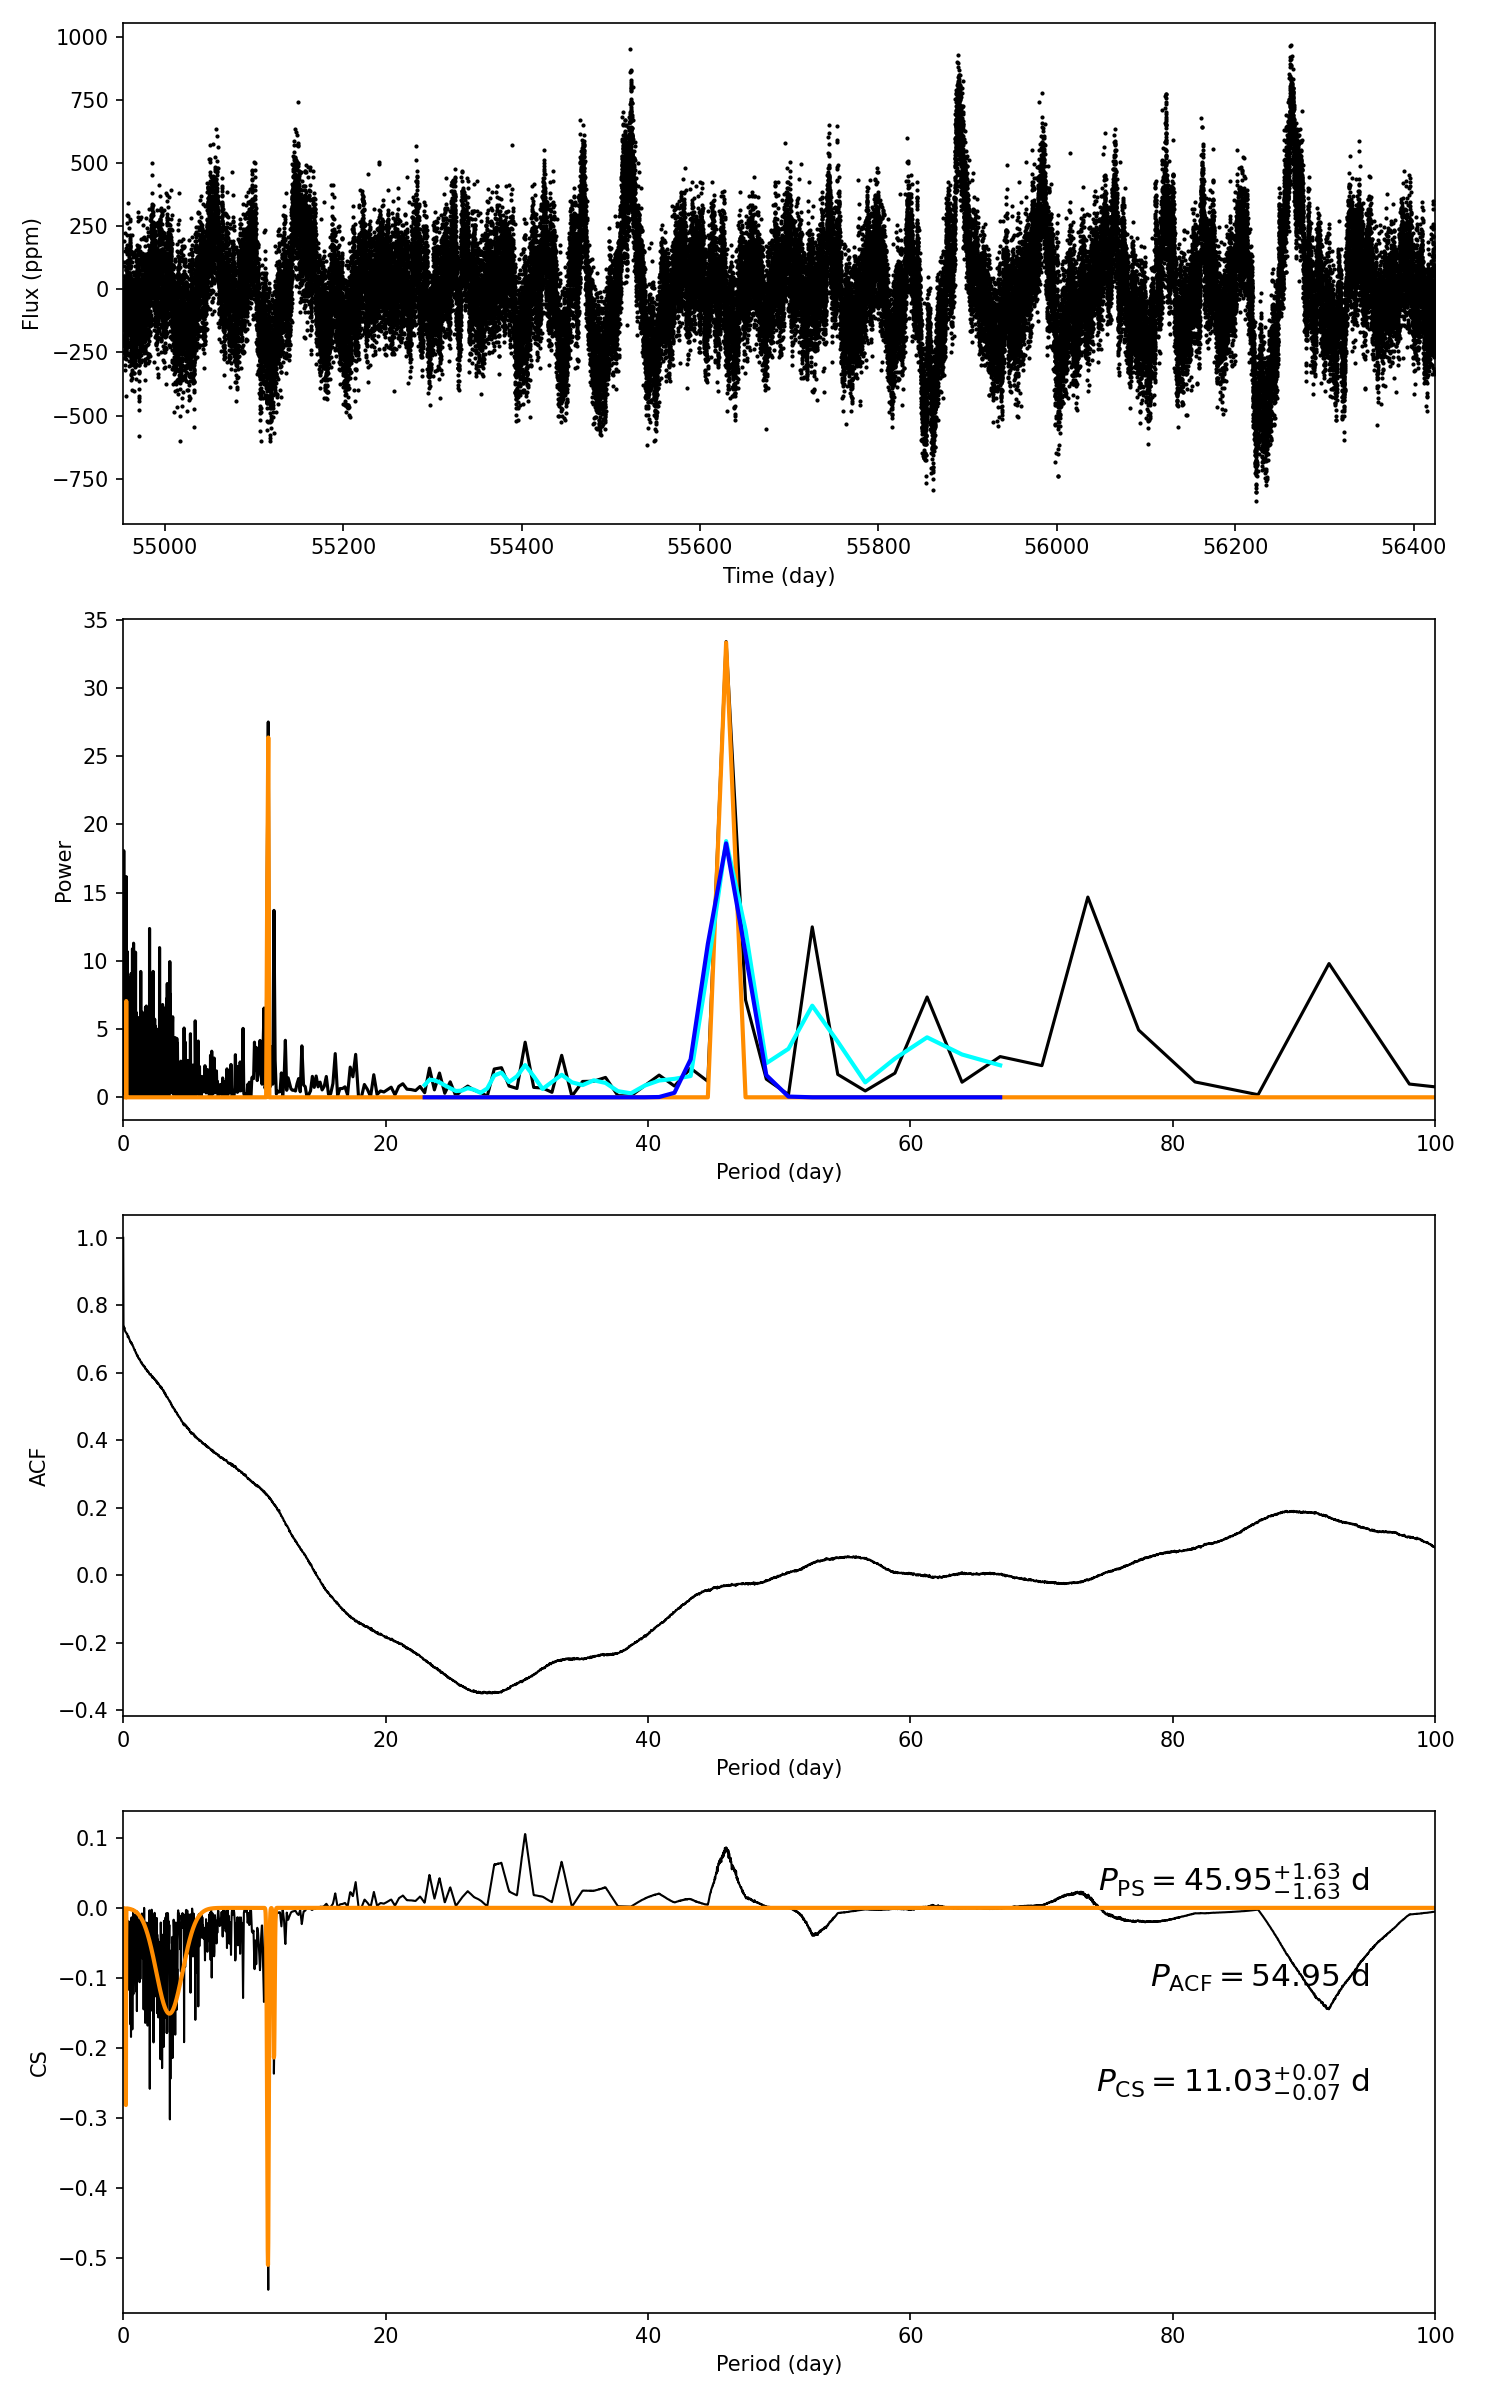 1000
750
500
250
0
−250
−500
−750
Flux (ppm)
55000 55200 55400 55600 55800 56000 56200 56400
Time (day)
35
30
25
20
15
10
5
0
Power
0 20 40 60 80 100
Period (day)
1.0
0.8
0.6
0.4
0.2
0.0
−0.2
−0.4
ACF
0 20 40 60 80 100
Period (day)
0.1
0.0
−0.1
−0.2
−0.3
−0.4
−0.5
CS
P_PS = 45.95^{+1.63}_{−1.63} d
P_ACF = 54.95 d
P_CS = 11.03^{+0.07}_{−0.07} d
0 20 40 60 80 100
Period (day)